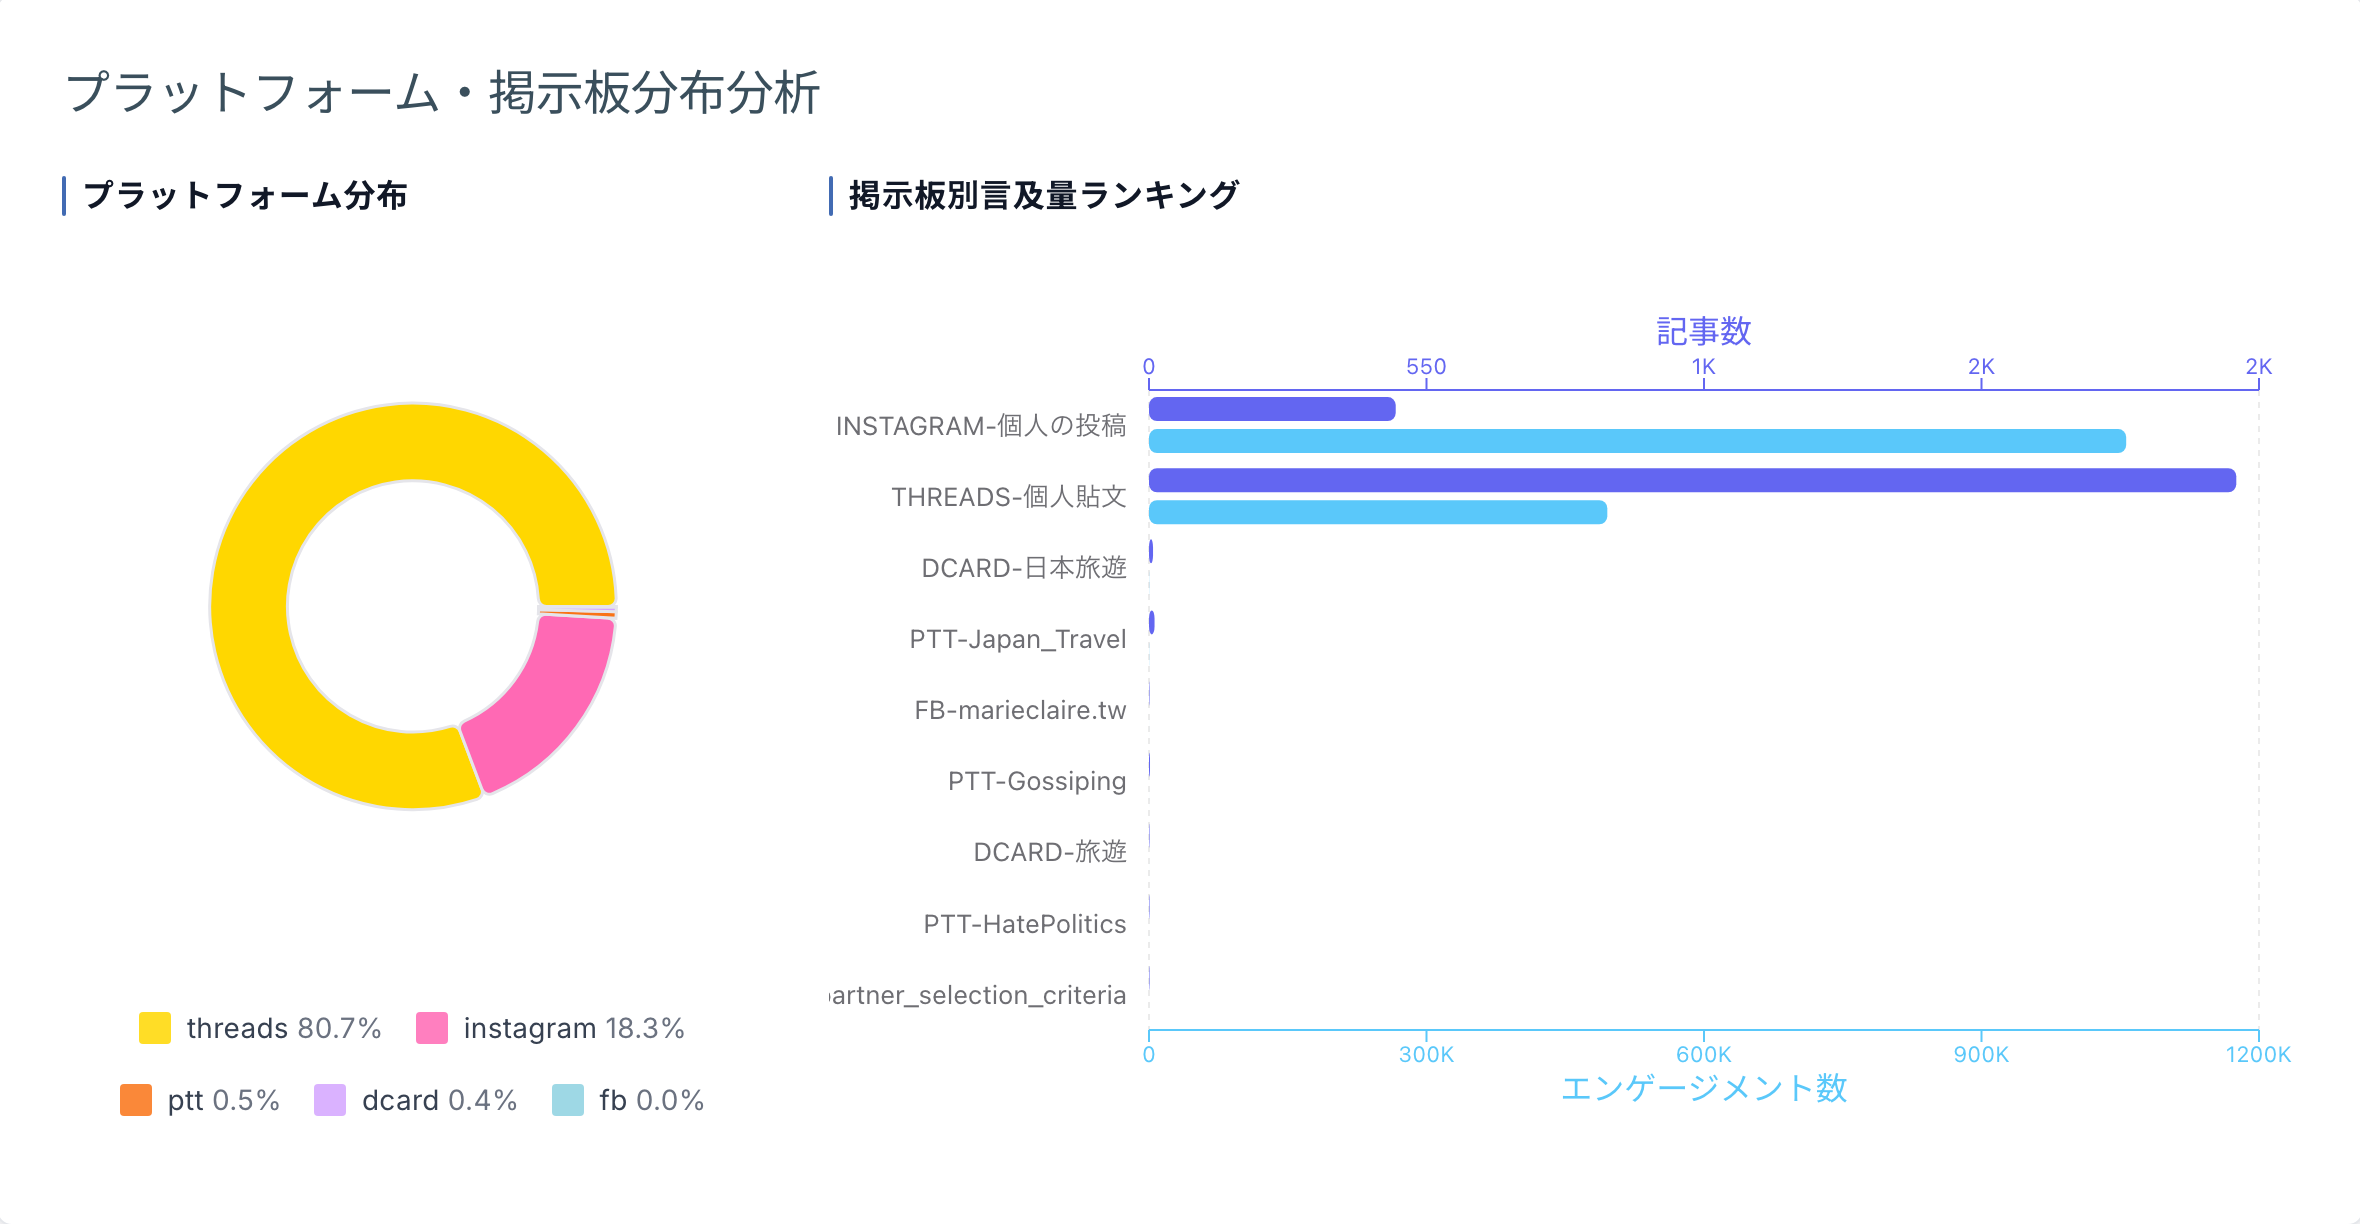 プラットフォーム・掲示板分布分析
プラットフォーム分布
threads 80.7% instagram 18.3%
ptt 0.5% dcard 0.4% fb 0.0%
掲示板別言及量ランキング
記事数
0 550 1K 2K 2K
INSTAGRAM-個人の投稿
THREADS-個人貼文
DCARD-日本旅遊
PTT-Japan_Travel
FB-marieclaire.tw
PTT-Gossiping
DCARD-旅遊
PTT-HatePolitics
artner_selection_criteria
0 300K 600K 900K 1200K
エンゲージメント数